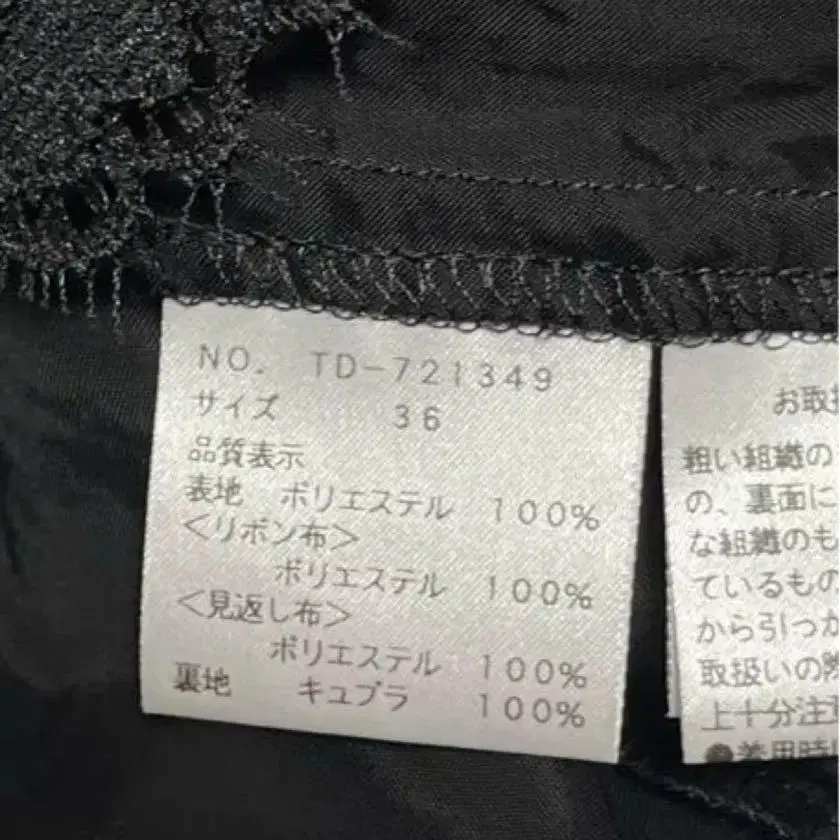 NO. TD-721349
サイズ 36
品質表示
表地 ポリエステル 100%
<リボン布>
ポリエステル 100%
<見返し布>
ポリエステル 100%
裏地 キュプラ 100%
お取扱
粗い組織の
の、裏面に
な組織のも
ているもの
から引っか
取扱いの際
上十分注
●着用時